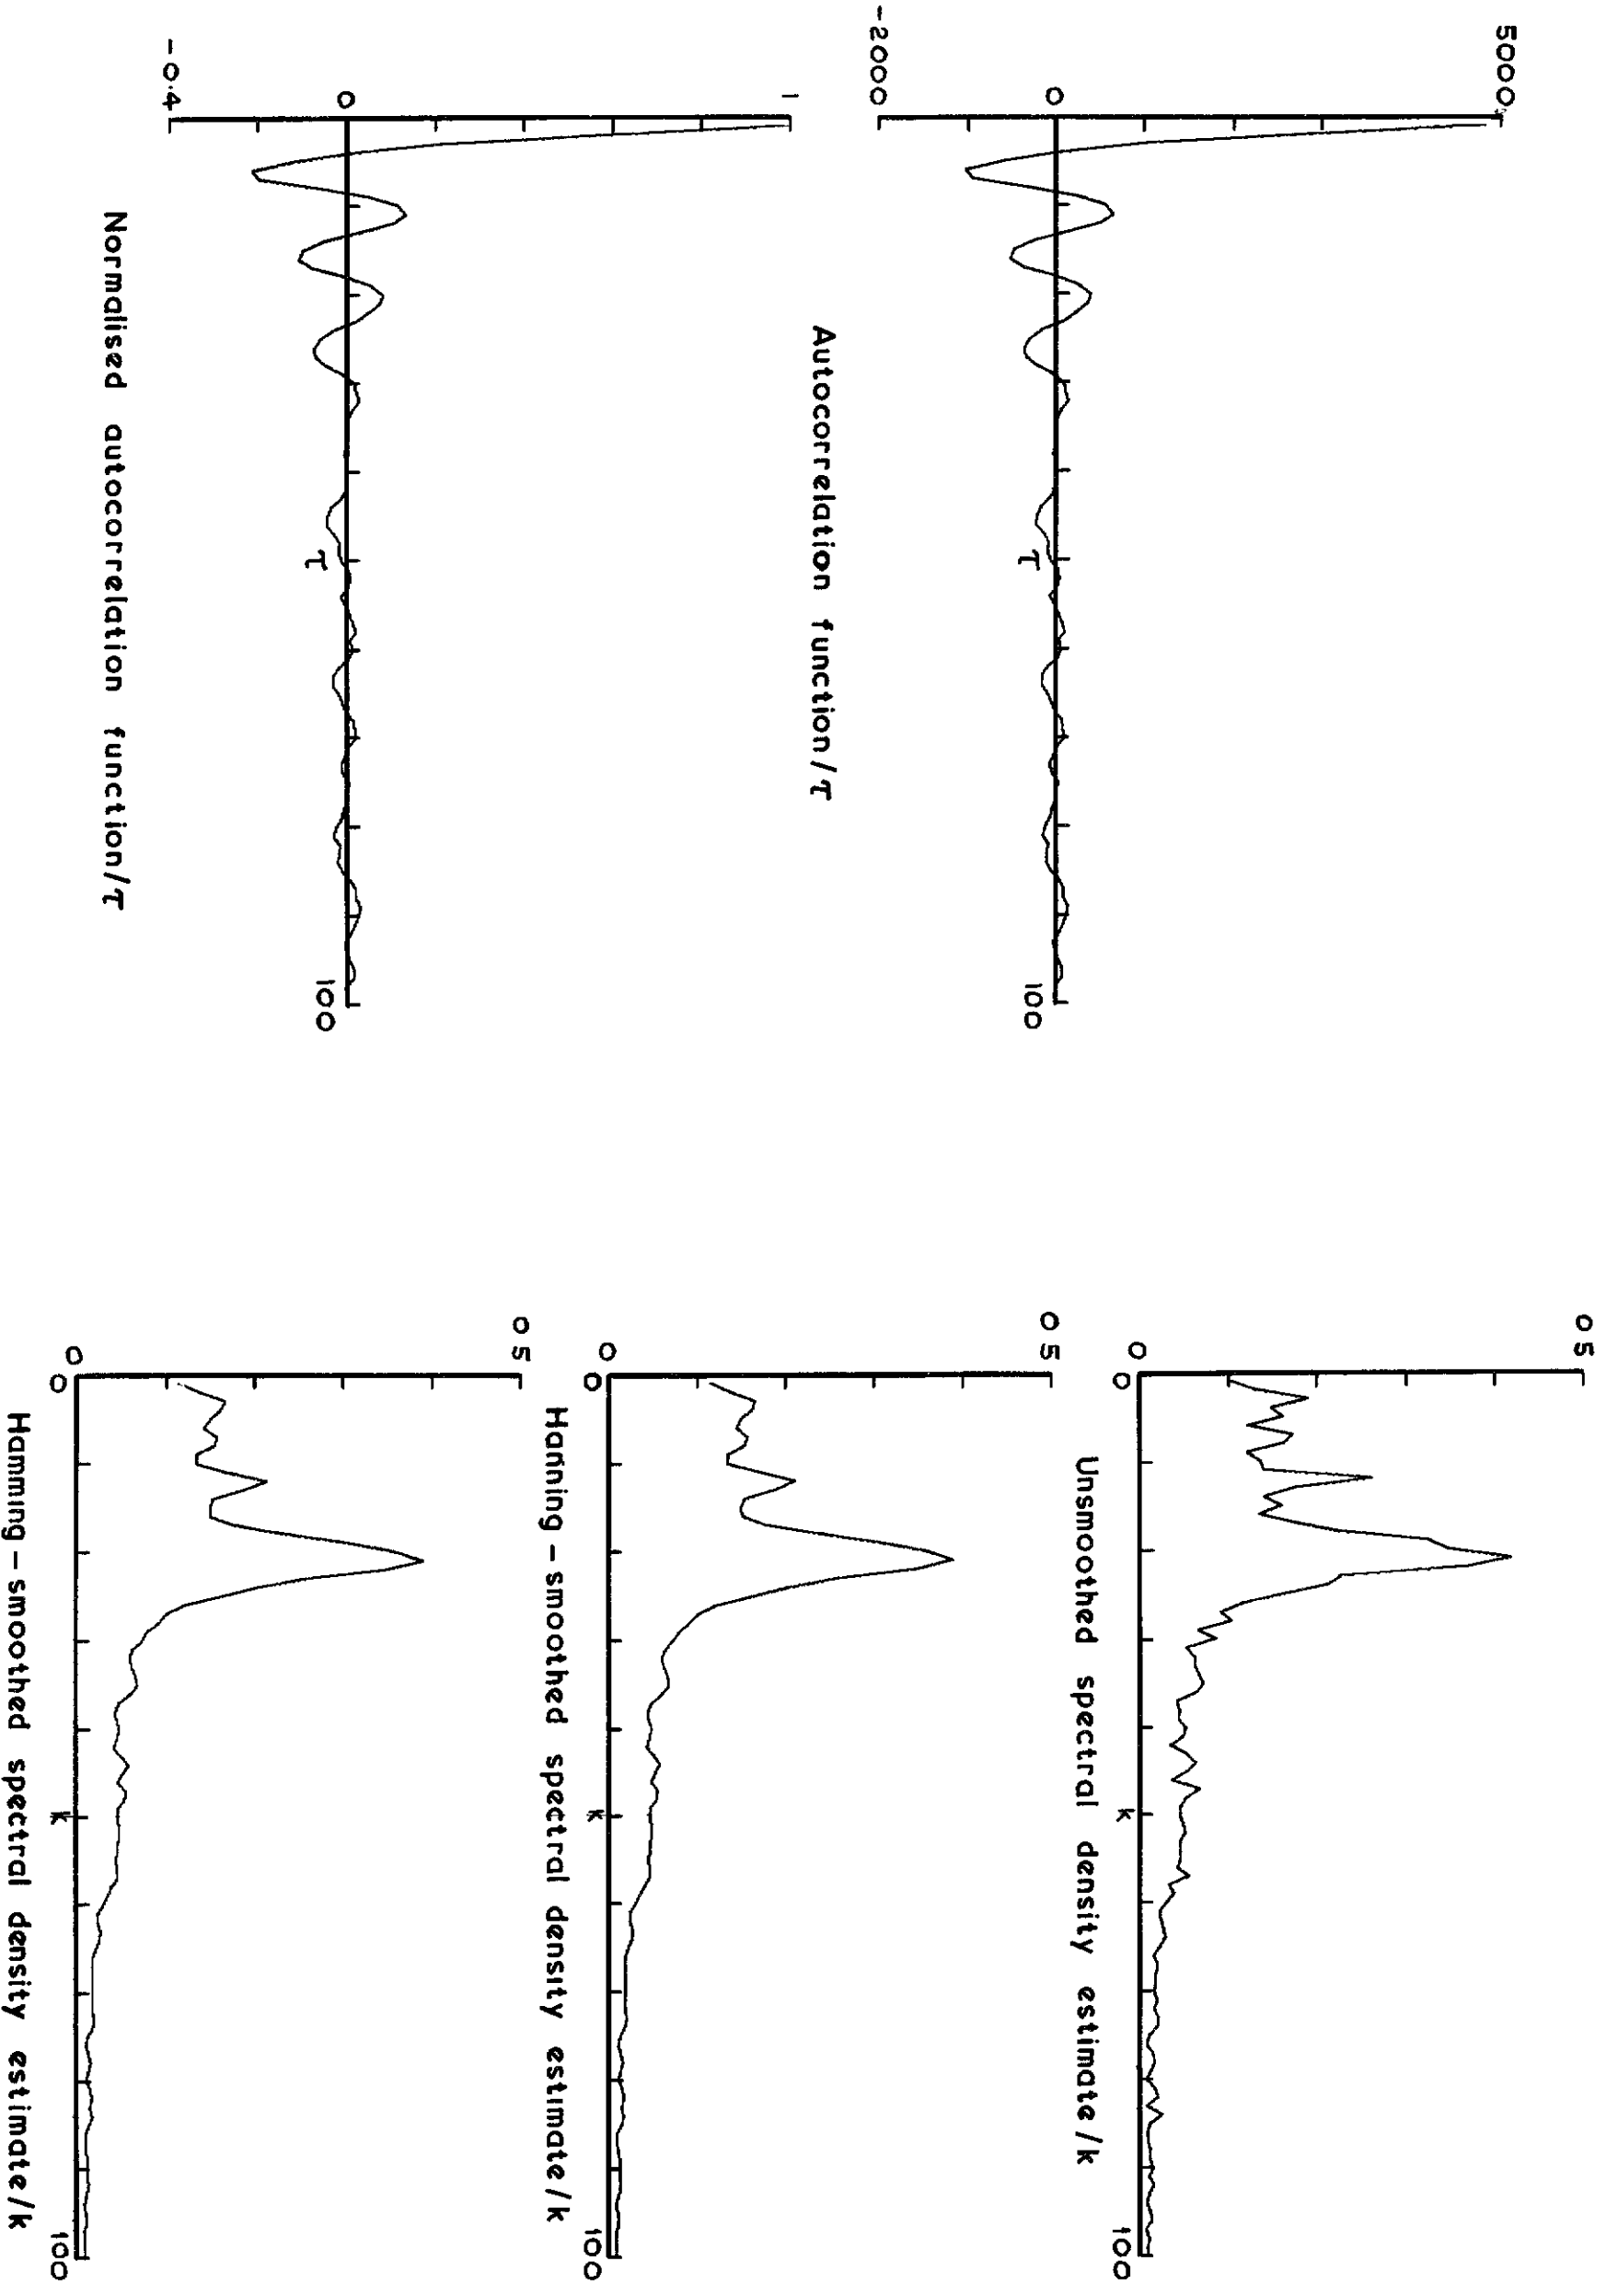 5000
0
-2000
τ
100
Autocorrelation function/τ
1
0
-0.4
τ
100
Normalised autocorrelation function/τ
0 5
0
0
k
100
Unsmoothed spectral density estimate/k
0 5
0
0
k
100
Hanning-smoothed spectral density estimate/k
0 5
0
0
k
100
Hamming-smoothed spectral density estimate/k